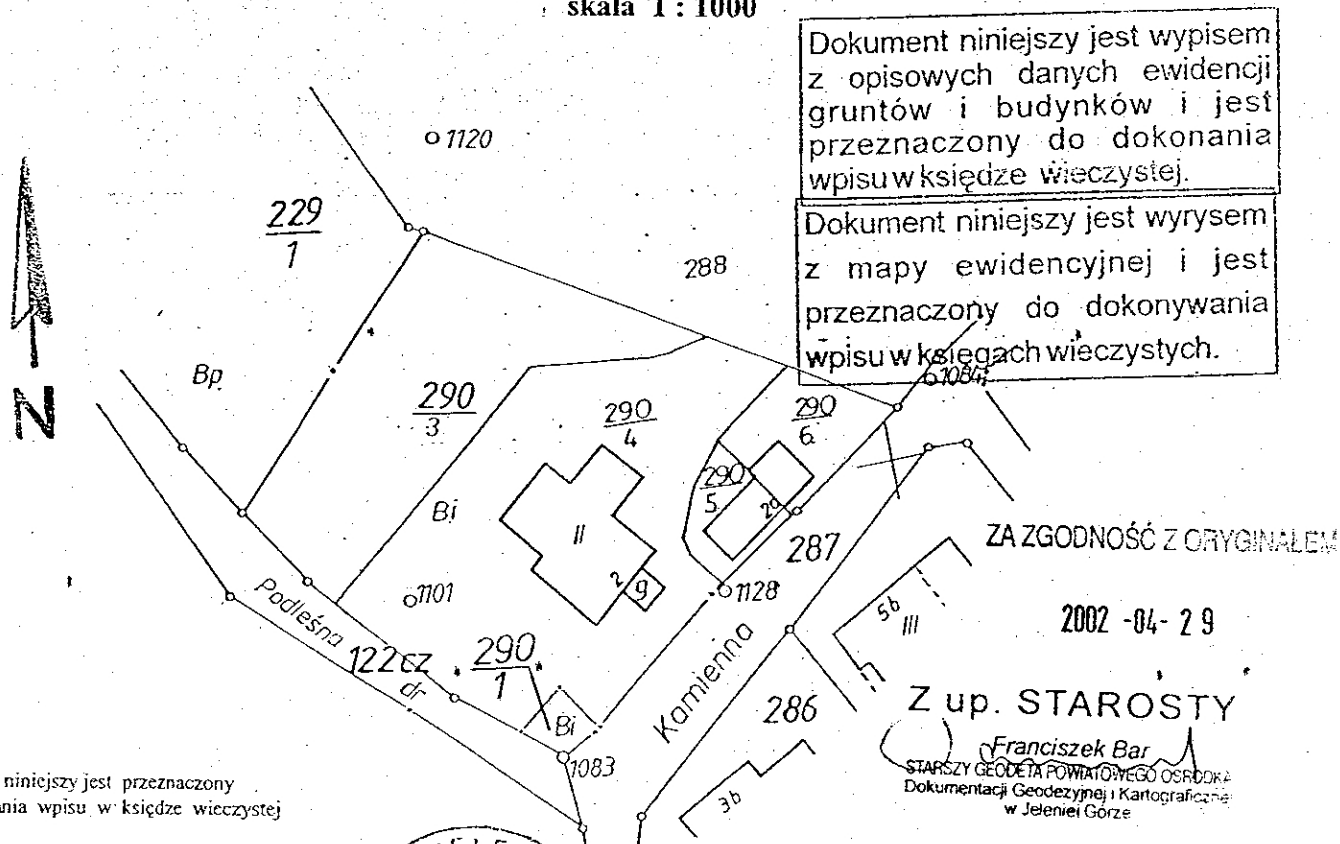 skala 1 : 1000
Dokument niniejszy jest wypisem
z opisowych danych ewidencji
gruntów i budynków i jest
przeznaczony do dokonania
wpisu w księdze wieczystej.
Dokument niniejszy jest wyrysem
z mapy ewidencyjnej i jest
przeznaczony do dokonywania
wpisu w księgach wieczystych.
1120
229
1
288
1084
N
Bp
290
3
290
4
290
6
290
5
Bi
II
2a
287
ZA ZGODNOŚĆ Z ORYGINAŁEM
1101
2
g
1128
5b
III
2002 -04- 29
Podleśna
122cz
dr
290
1
Bi
Kamienna
286
Z up. STAROSTY
Franciszek Bar
STARSZY GEODETA POWIATOWEGO OŚRODKA
Dokumentacji Geodezyjnej i Kartograficznej
w Jeleniej Górze
1083
3b
niniejszy jest przeznaczony
wpisu w księdze wieczystej